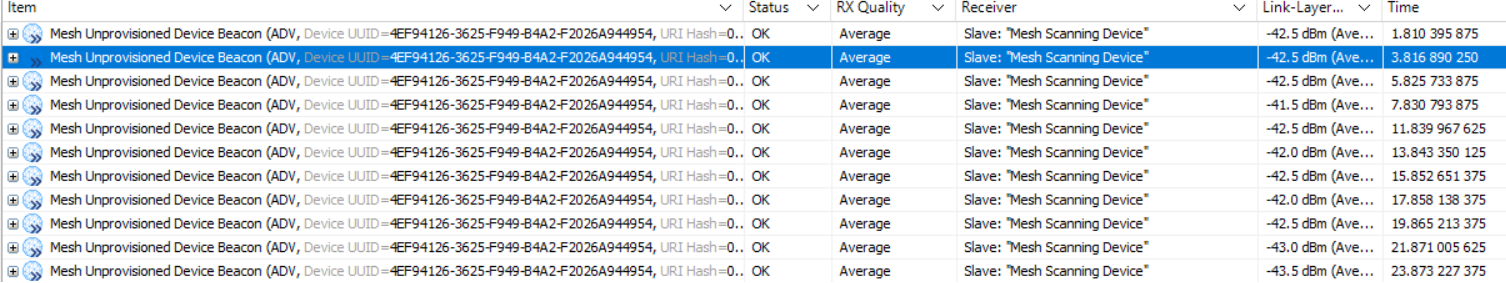 Item Status RX Quality Receiver Link-Layer... Time
Mesh Unprovisioned Device Beacon (ADV, Device UUID=4EF94126-3625-F949-B4A2-F2026A944954, URI Hash=0... OK Average Slave: "Mesh Scanning Device" -42.5 dBm (Ave... 1.810 395 875
Mesh Unprovisioned Device Beacon (ADV, Device UUID=4EF94126-3625-F949-B4A2-F2026A944954, URI Hash=0... OK Average Slave: "Mesh Scanning Device" -42.5 dBm (Ave... 3.816 890 250
Mesh Unprovisioned Device Beacon (ADV, Device UUID=4EF94126-3625-F949-B4A2-F2026A944954, URI Hash=0... OK Average Slave: "Mesh Scanning Device" -42.5 dBm (Ave... 5.825 733 875
Mesh Unprovisioned Device Beacon (ADV, Device UUID=4EF94126-3625-F949-B4A2-F2026A944954, URI Hash=0... OK Average Slave: "Mesh Scanning Device" -41.5 dBm (Ave... 7.830 793 875
Mesh Unprovisioned Device Beacon (ADV, Device UUID=4EF94126-3625-F949-B4A2-F2026A944954, URI Hash=0... OK Average Slave: "Mesh Scanning Device" -42.5 dBm (Ave... 11.839 967 625
Mesh Unprovisioned Device Beacon (ADV, Device UUID=4EF94126-3625-F949-B4A2-F2026A944954, URI Hash=0... OK Average Slave: "Mesh Scanning Device" -42.0 dBm (Ave... 13.843 350 125
Mesh Unprovisioned Device Beacon (ADV, Device UUID=4EF94126-3625-F949-B4A2-F2026A944954, URI Hash=0... OK Average Slave: "Mesh Scanning Device" -42.5 dBm (Ave... 15.852 651 375
Mesh Unprovisioned Device Beacon (ADV, Device UUID=4EF94126-3625-F949-B4A2-F2026A944954, URI Hash=0... OK Average Slave: "Mesh Scanning Device" -42.0 dBm (Ave... 17.858 138 375
Mesh Unprovisioned Device Beacon (ADV, Device UUID=4EF94126-3625-F949-B4A2-F2026A944954, URI Hash=0... OK Average Slave: "Mesh Scanning Device" -42.5 dBm (Ave... 19.865 213 375
Mesh Unprovisioned Device Beacon (ADV, Device UUID=4EF94126-3625-F949-B4A2-F2026A944954, URI Hash=0... OK Average Slave: "Mesh Scanning Device" -43.0 dBm (Ave... 21.871 005 625
Mesh Unprovisioned Device Beacon (ADV, Device UUID=4EF94126-3625-F949-B4A2-F2026A944954, URI Hash=0... OK Average Slave: "Mesh Scanning Device" -43.5 dBm (Ave... 23.873 227 375